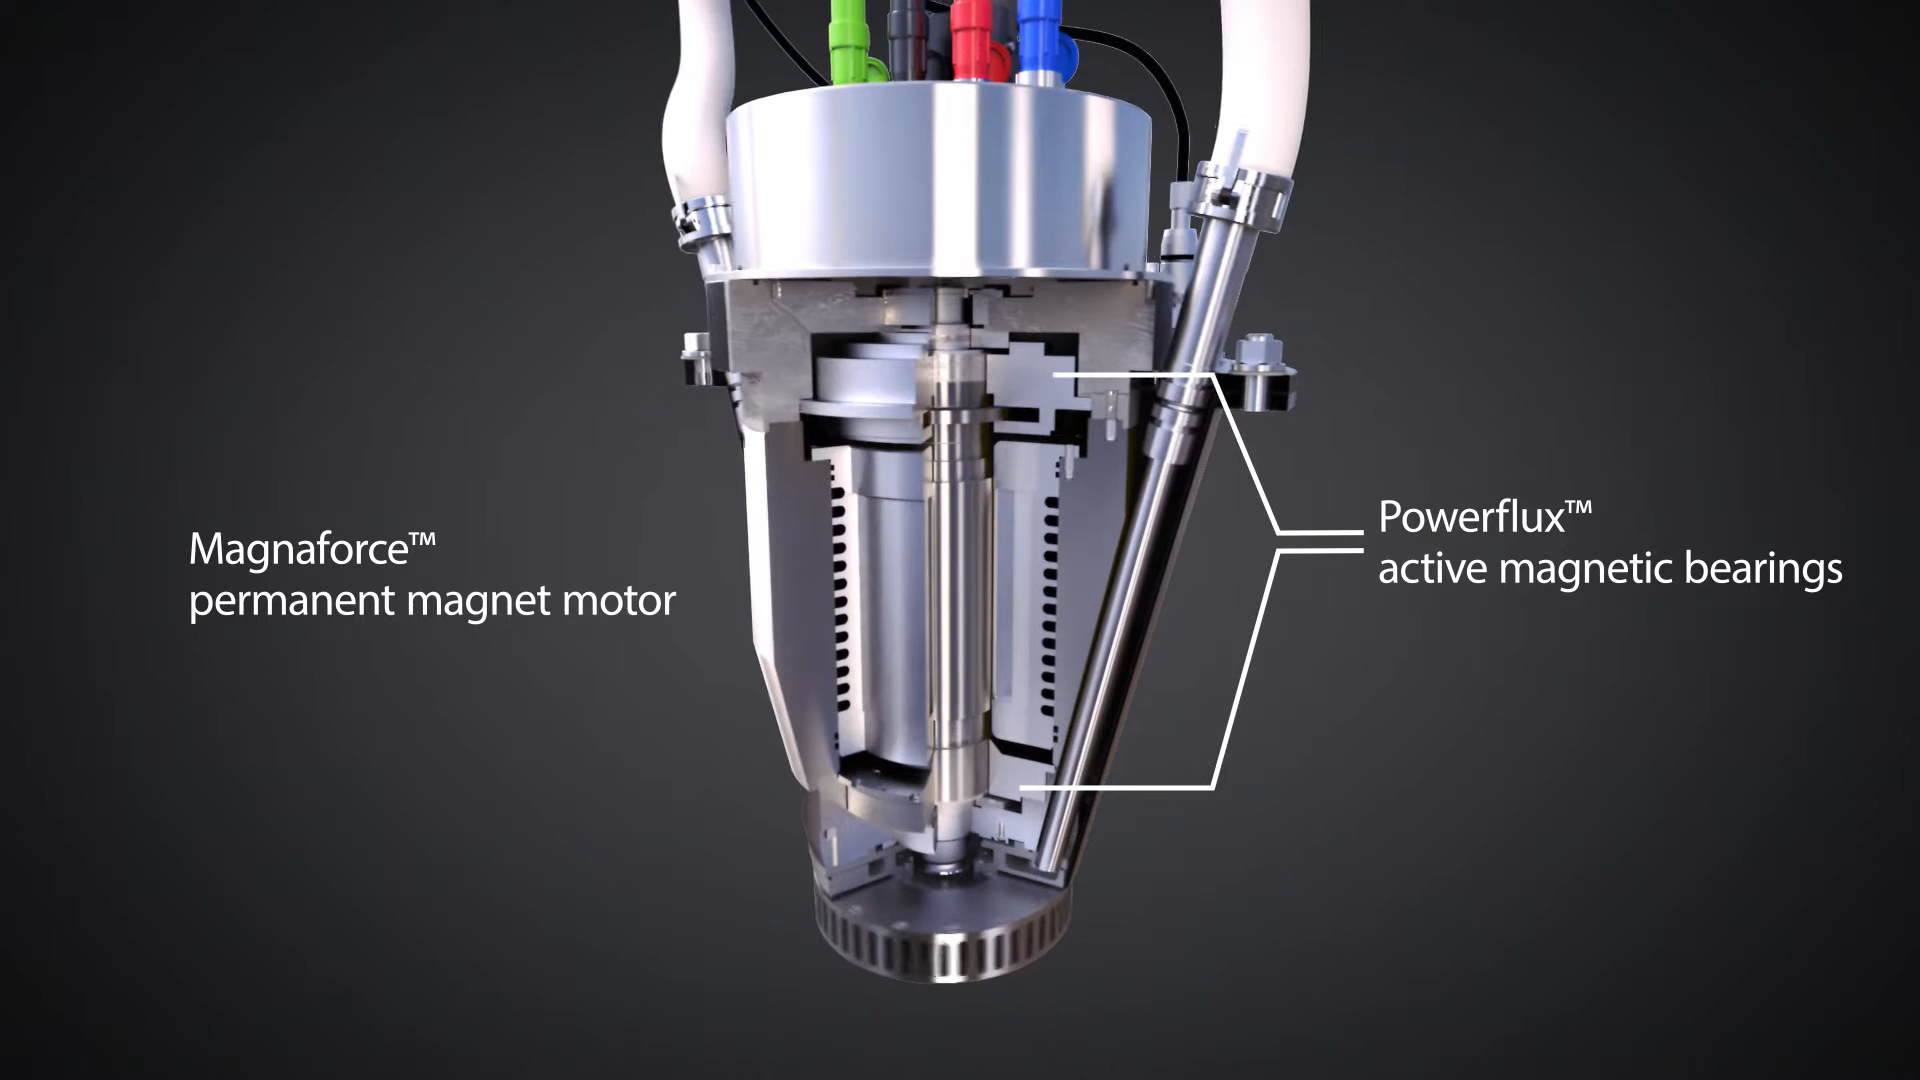 Magnaforce™
permanent magnet motor
Powerflux™
active magnetic bearings